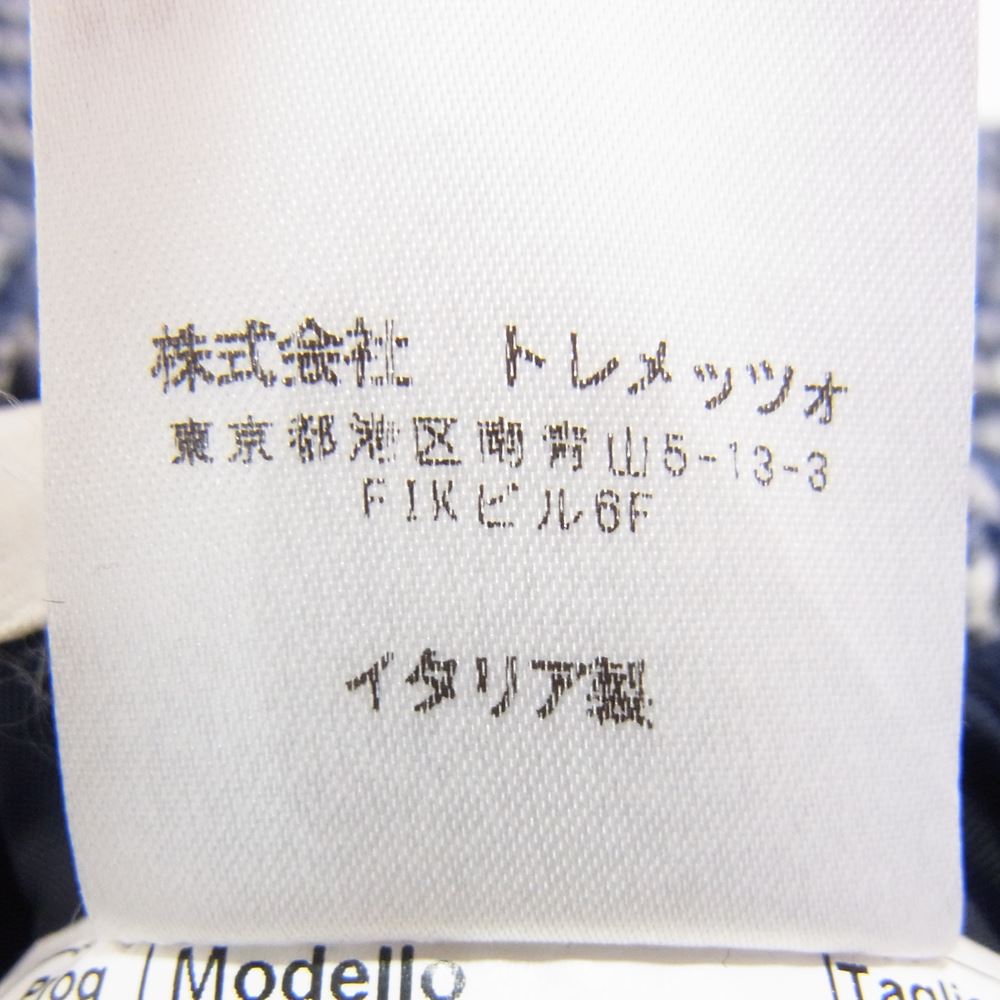 株式会社　トレメッツォ
東京都港区南青山5-13-3
FIKビル6F
イタリア製
Prog Modello